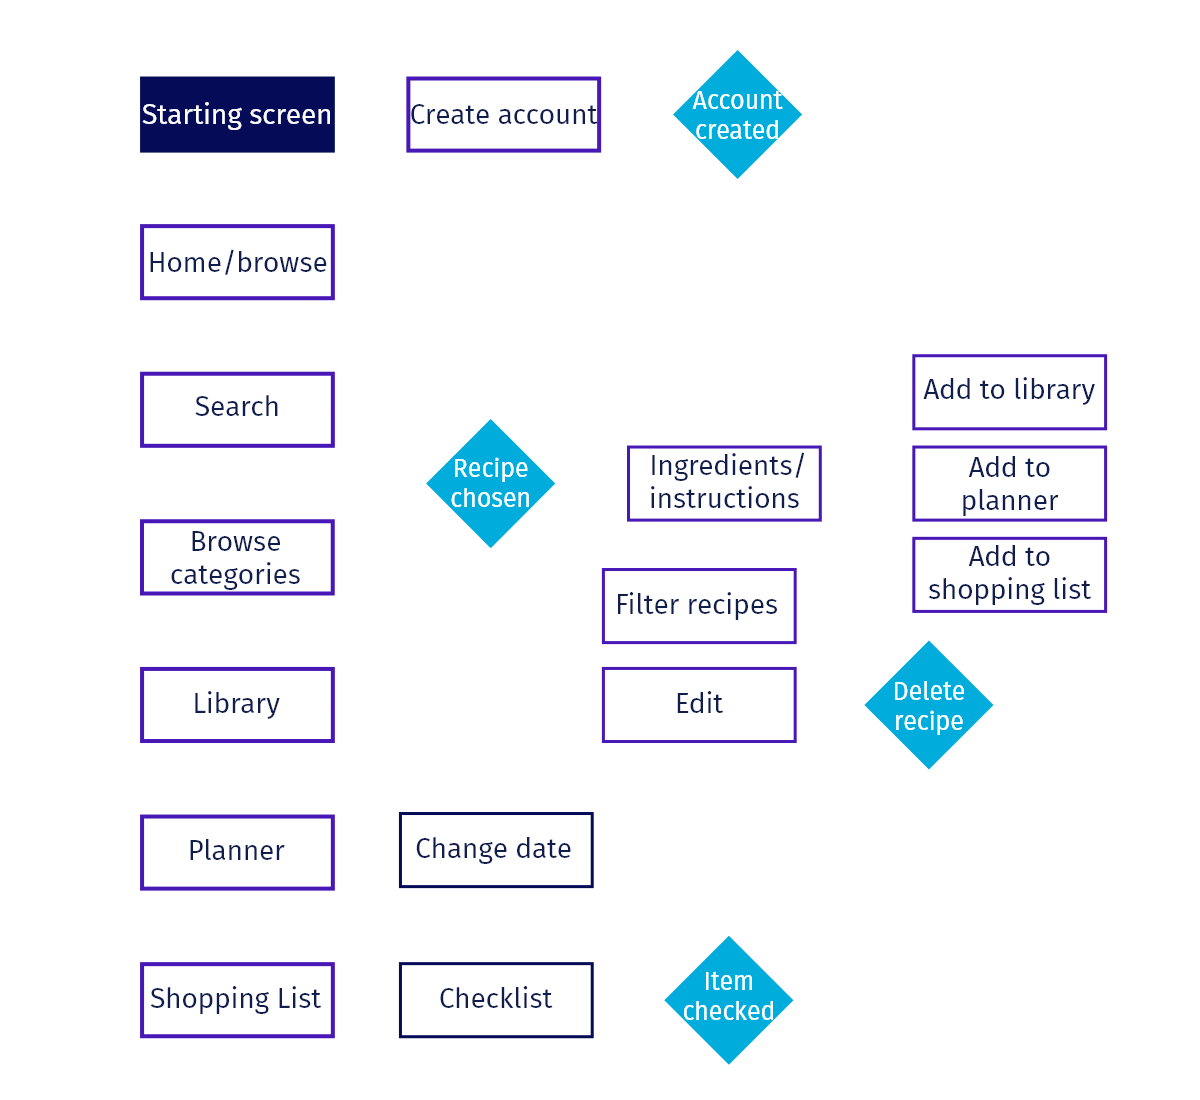 Starting screen
Create account
Account
created
Home/browse
Search
Add to library
Recipe
chosen
Ingredients/
instructions
Add to
planner
Browse
categories
Add to
shopping list
Filter recipes
Library
Edit
Delete
recipe
Planner
Change date
Shopping List
Checklist
Item
checked